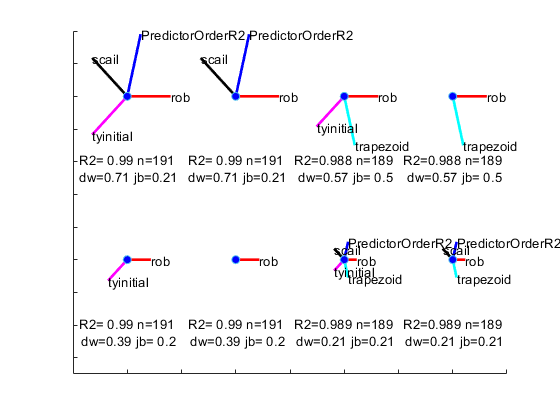 PredictorOrderR2 PredictorOrderR2
scail scail
rob rob rob rob
tyinitial tyinitial
trapezoid trapezoid
R2= 0.99 n=191 R2= 0.99 n=191 R2=0.988 n=189 R2=0.988 n=189
dw=0.71 jb=0.21 dw=0.71 jb=0.21 dw=0.57 jb= 0.5 dw=0.57 jb= 0.5
PredictorOrderR2 PredictorOrderR2
scail scail
rob rob rob rob
tyinitial tyinitial
trapezoid trapezoid
R2= 0.99 n=191 R2= 0.99 n=191 R2=0.989 n=189 R2=0.989 n=189
dw=0.39 jb= 0.2 dw=0.39 jb= 0.2 dw=0.21 jb=0.21 dw=0.21 jb=0.21